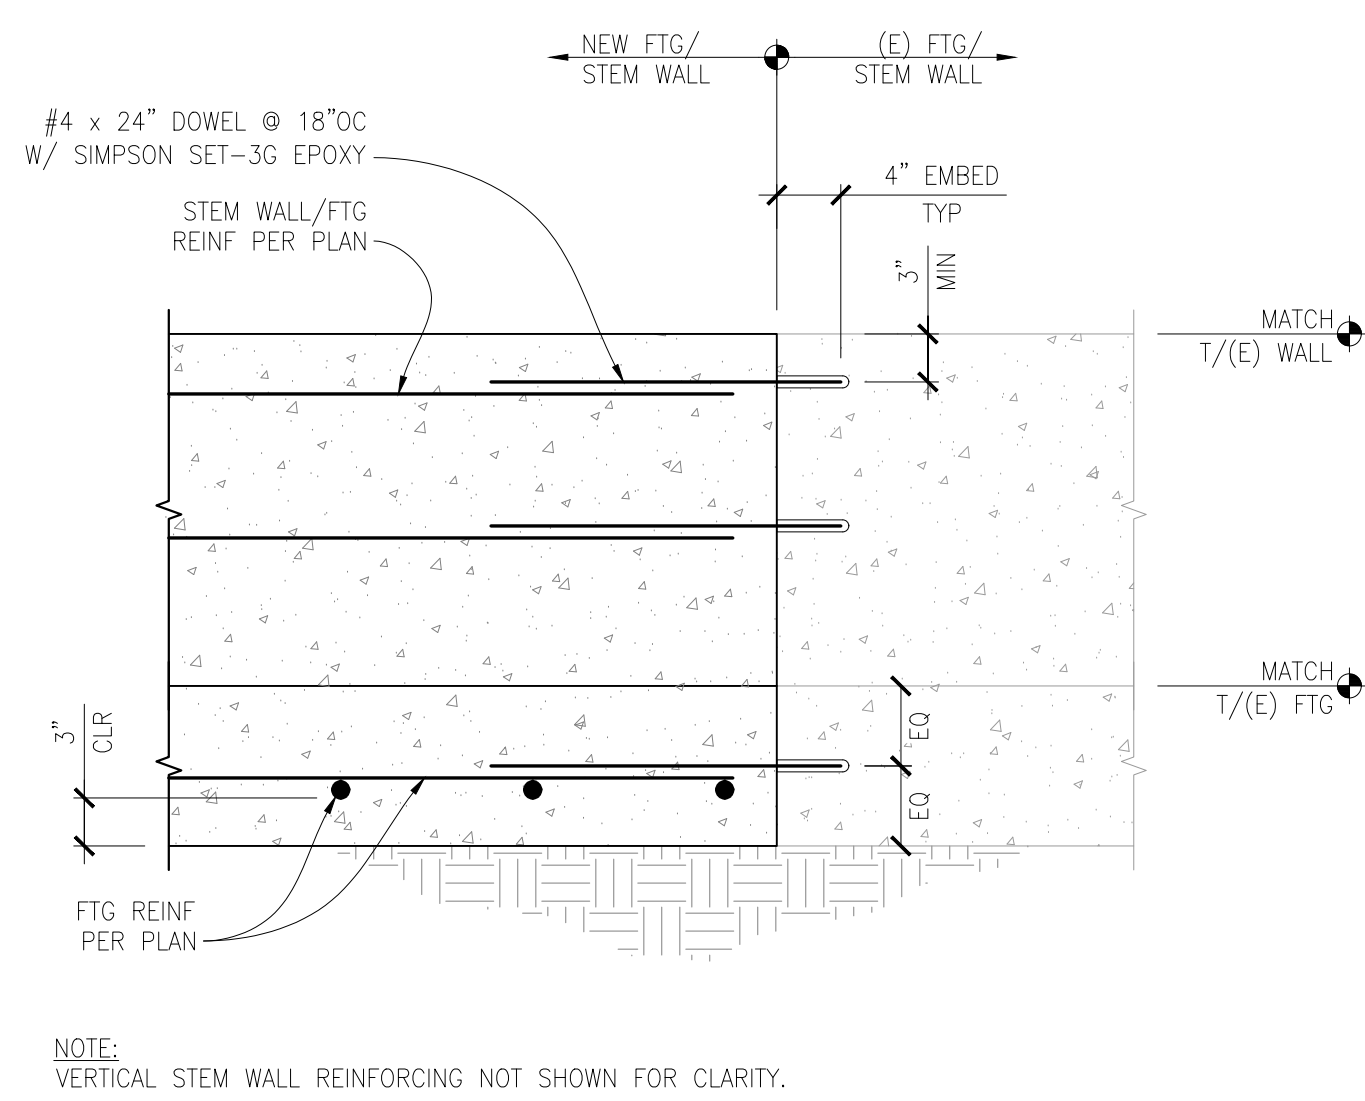 NEW FTG/
STEM WALL
(E) FTG/
STEM WALL
#4 x 24" DOWEL @ 18"OC
W/ SIMPSON SET-3G EPOXY
4" EMBED
TYP
STEM WALL/FTG
REINF PER PLAN
3"
MIN
MATCH
T/(E) WALL
MATCH
T/(E) FTG
3"
CLR
EQ
EQ
FTG REINF
PER PLAN
NOTE:
VERTICAL STEM WALL REINFORCING NOT SHOWN FOR CLARITY.